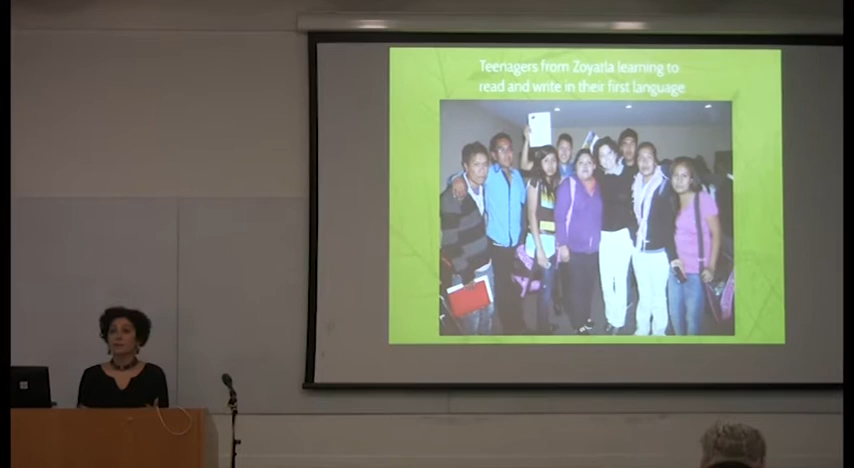 Teenagers from Zoyatla learning to
read and write in their first language